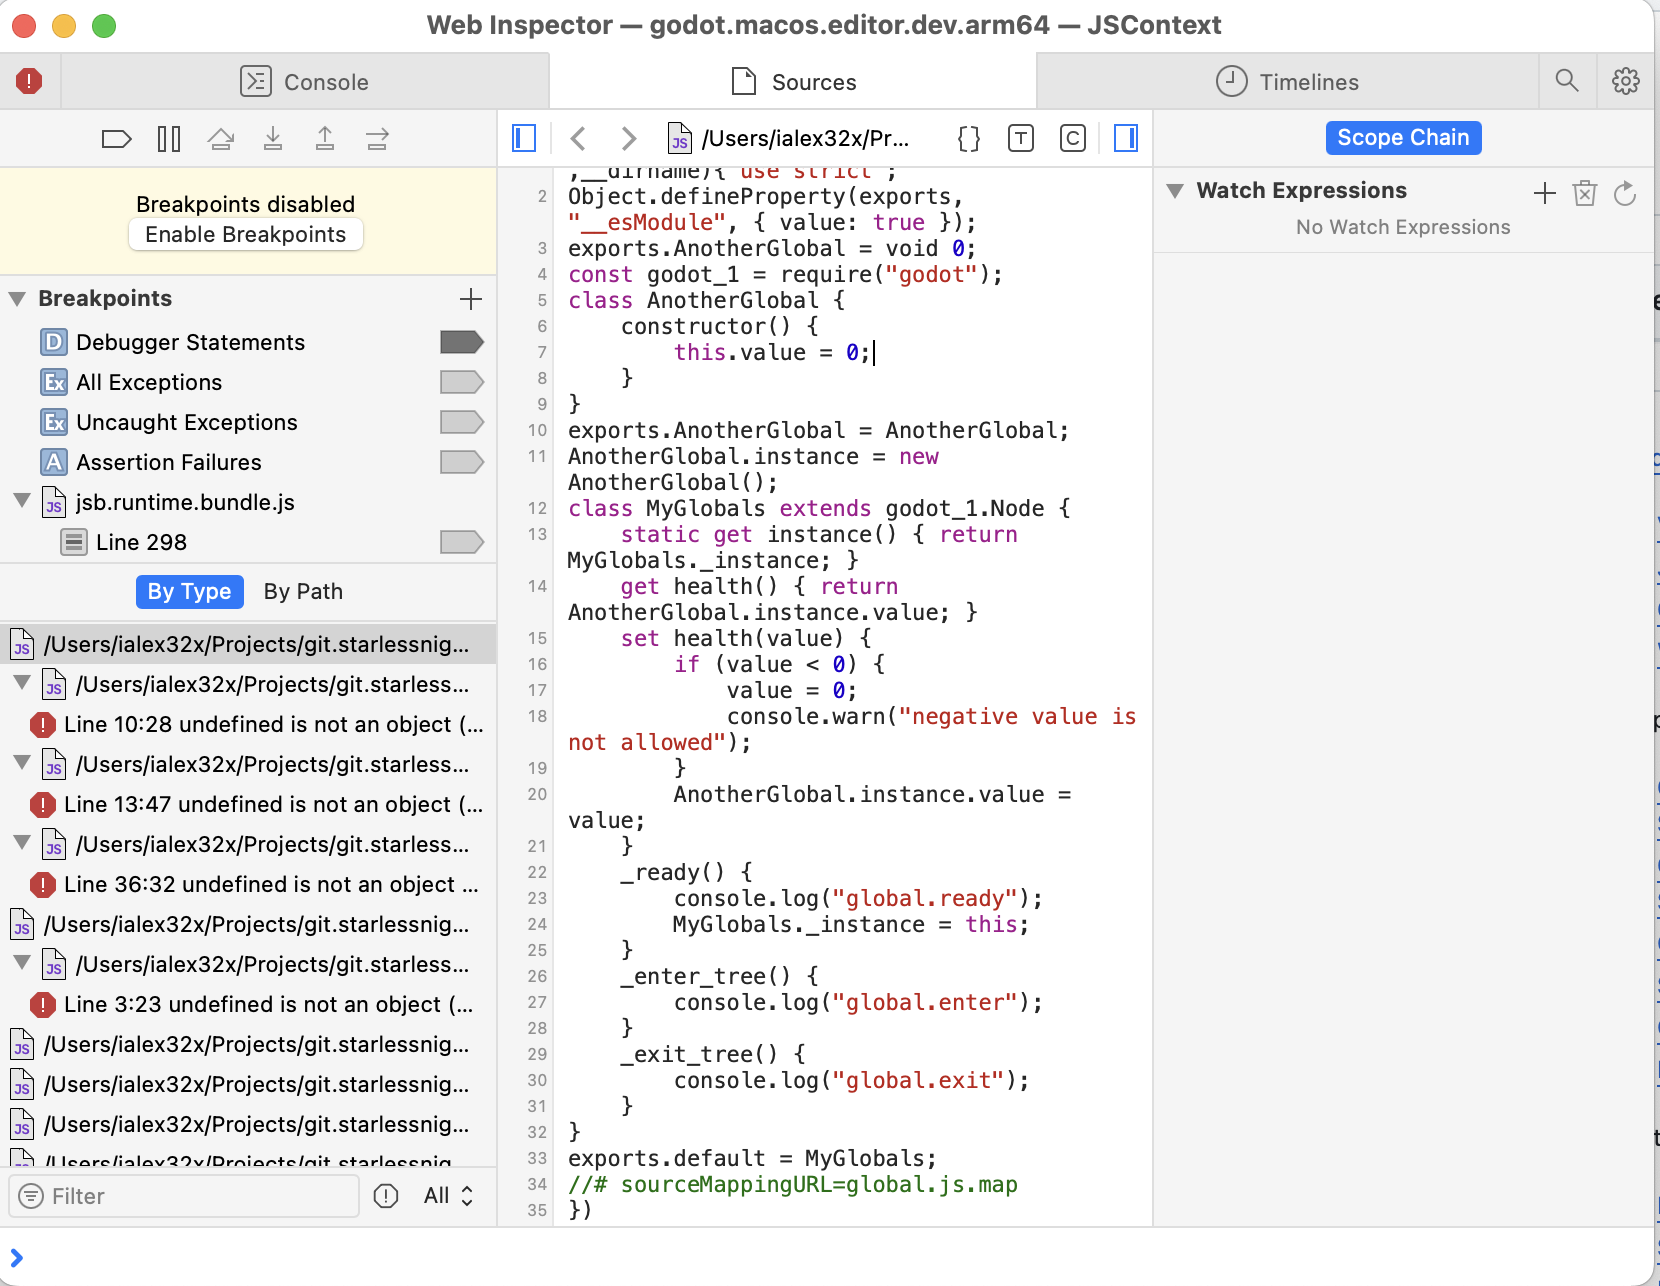 Web Inspector — godot.macos.editor.dev.arm64 — JSContext
Console
Sources
Timelines
/Users/ialex32x/Pr...
Scope Chain
Breakpoints disabled
Enable Breakpoints
Breakpoints
Debugger Statements
All Exceptions
Uncaught Exceptions
Assertion Failures
jsb.runtime.bundle.js
Line 298
By Type
By Path
/Users/ialex32x/Projects/git.starlessnig...
/Users/ialex32x/Projects/git.starless...
Line 10:28 undefined is not an object (...
/Users/ialex32x/Projects/git.starless...
Line 13:47 undefined is not an object (...
/Users/ialex32x/Projects/git.starless...
Line 36:32 undefined is not an object ...
/Users/ialex32x/Projects/git.starlessnig...
/Users/ialex32x/Projects/git.starless...
Line 3:23 undefined is not an object (...
/Users/ialex32x/Projects/git.starlessnig...
/Users/ialex32x/Projects/git.starlessnig...
/Users/ialex32x/Projects/git.starlessnig...
/Users/ialex32x/Projects/git.starlessnig
Filter
All
,__dirname){"use strict";
2 Object.defineProperty(exports,
"__esModule", { value: true });
3 exports.AnotherGlobal = void 0;
4 const godot_1 = require("godot");
5 class AnotherGlobal {
6     constructor() {
7         this.value = 0;
8     }
9 }
10 exports.AnotherGlobal = AnotherGlobal;
11 AnotherGlobal.instance = new
AnotherGlobal();
12 class MyGlobals extends godot_1.Node {
13     static get instance() { return
MyGlobals._instance; }
14     get health() { return
AnotherGlobal.instance.value; }
15     set health(value) {
16         if (value < 0) {
17             value = 0;
18             console.warn("negative value is
not allowed");
19         }
20         AnotherGlobal.instance.value =
value;
21     }
22     _ready() {
23         console.log("global.ready");
24         MyGlobals._instance = this;
25     }
26     _enter_tree() {
27         console.log("global.enter");
28     }
29     _exit_tree() {
30         console.log("global.exit");
31     }
32 }
33 exports.default = MyGlobals;
34 //# sourceMappingURL=global.js.map
35 })
Watch Expressions
No Watch Expressions